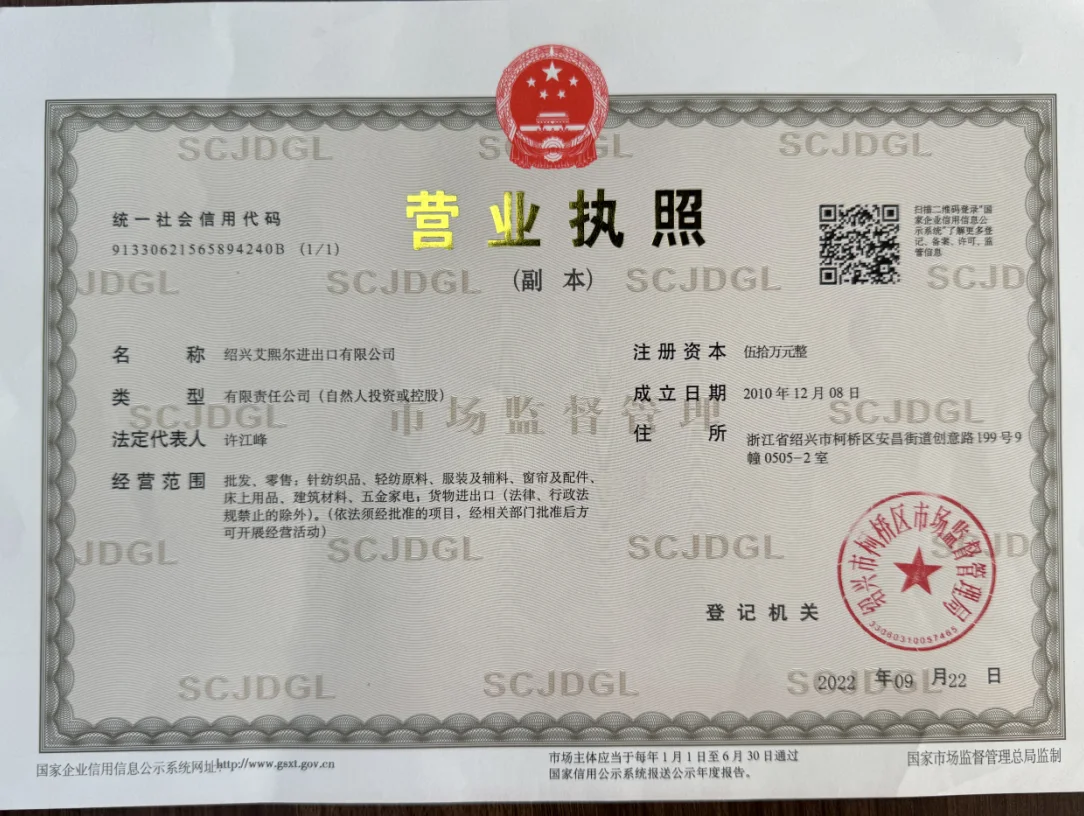 营业执照
(副 本)
统一社会信用代码
91330621565894240B (1/1)
扫描二维码登录"国
家企业信用信息公
示系统"了解更多登
记、备案、许可、监
管信息
名 称 绍兴艾熙尔进出口有限公司
类 型 有限责任公司（自然人投资或控股）
法定代表人 许江峰
经营范围 批发、零售：针纺织品、轻纺原料、服装及辅料、窗帘及配件、
床上用品、建筑材料、五金家电；货物进出口（法律、行政法
规禁止的除外）。（依法须经批准的项目，经相关部门批准后方
可开展经营活动）
注册资本 伍拾万元整
成立日期 2010年12月08日
住 所 浙江省绍兴市柯桥区安昌街道创意路199号9
幢0505-2室
登记机关
绍兴市柯桥区市场监督管理局
33060310057465
2022 年09 月22 日
SCJDGL
市场监督管理
国家企业信用信息公示系统网址：http://www.gsxt.gov.cn
市场主体应当于每年1月1日至6月30日通过
国家信用公示系统报送公示年度报告。
国家市场监督管理总局监制